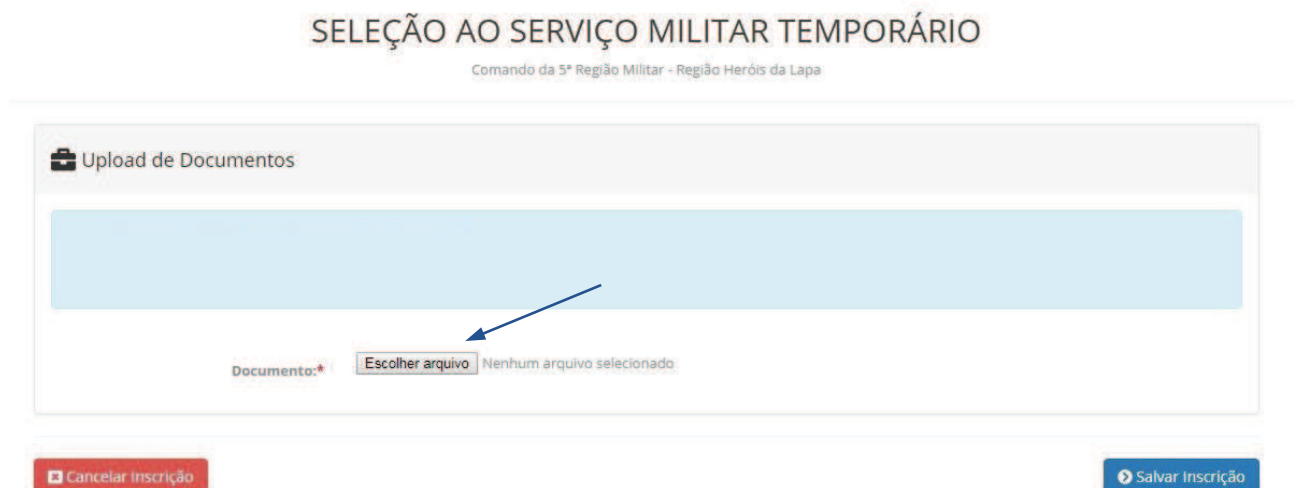 SELEÇÃO AO SERVIÇO MILITAR TEMPORÁRIO
Comando da 5ª Região Militar - Região Heróis da Lapa
Upload de Documentos
Documento:* Escolher arquivo Nenhum arquivo selecionado
Cancelar Inscrição
Salvar Inscrição